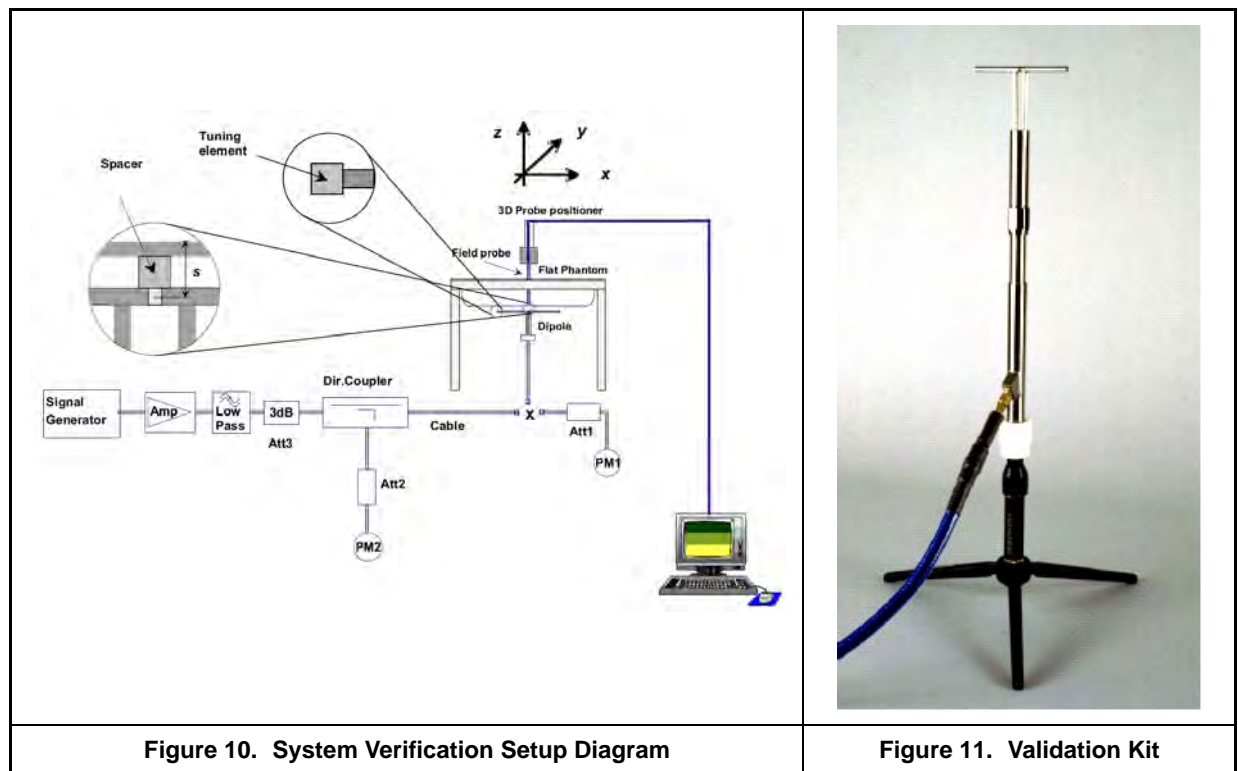 Tuning
element
Spacer
s
z
y
x
3D Probe positioner
Field probe
Flat Phantom
Dipole
Dir.Coupler
Signal
Generator
Amp
Low
Pass
3dB
Att3
Cable
x
Att1
PM1
Att2
PM2
Figure 10. System Verification Setup Diagram
Figure 11. Validation Kit